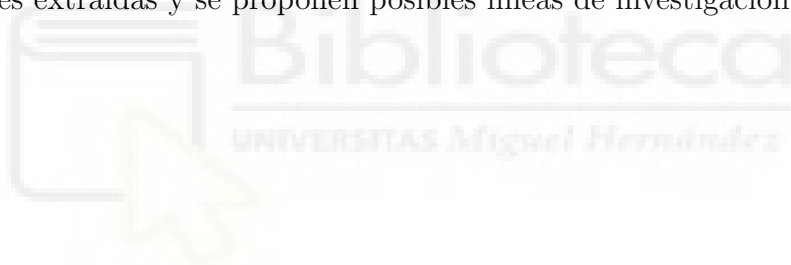 es extraídas y se proponen posibles líneas de investigación
Biblioteca
UNIVERSITAS Miguel Hernández